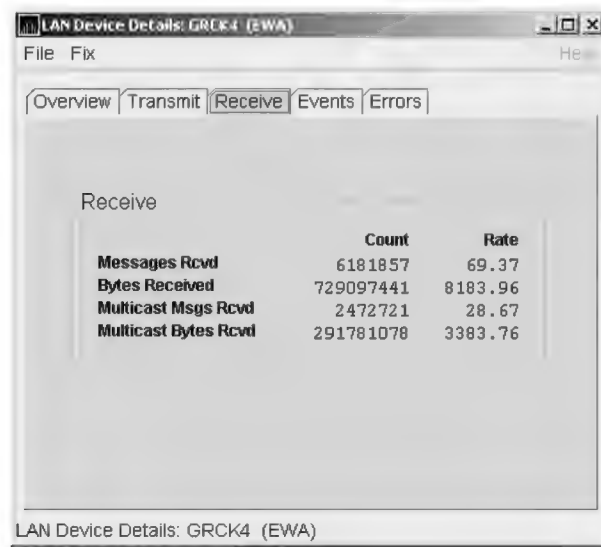 LAN Device Details: GRCK4 (EWA)
File Fix
Overview Transmit Receive Events Errors
Receive
Count Rate
Messages Rcvd 6181857 69.37
Bytes Received 729097441 8183.96
Multicast Msgs Rcvd 2472721 28.67
Multicast Bytes Rcvd 291781078 3383.76
LAN Device Details: GRCK4 (EWA)